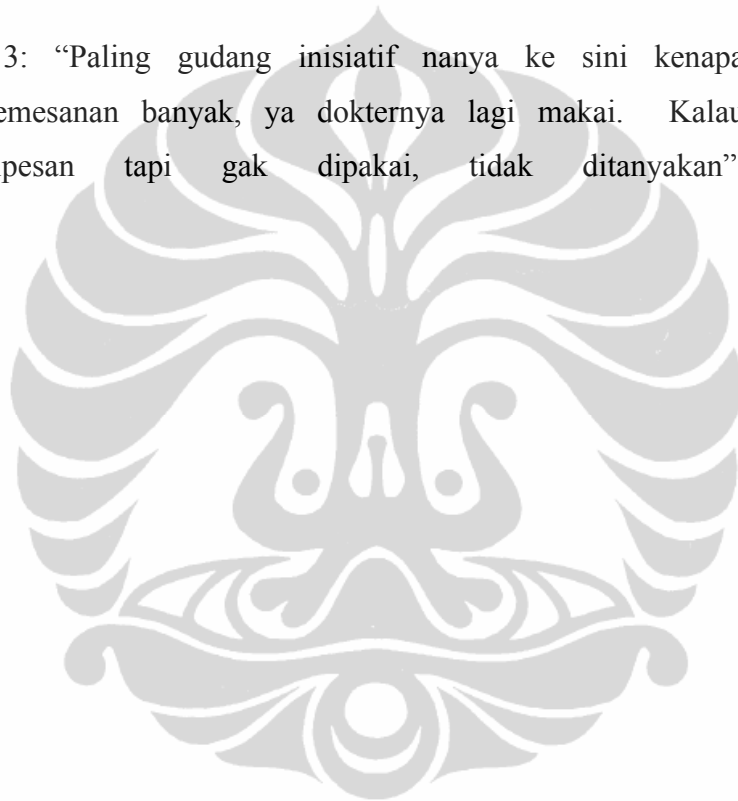 3: “Paling gudang inisiatif nanya ke sini kenapa
emesanan banyak, ya dokternya lagi makai. Kalau
pesan tapi gak dipakai, tidak ditanyakan”